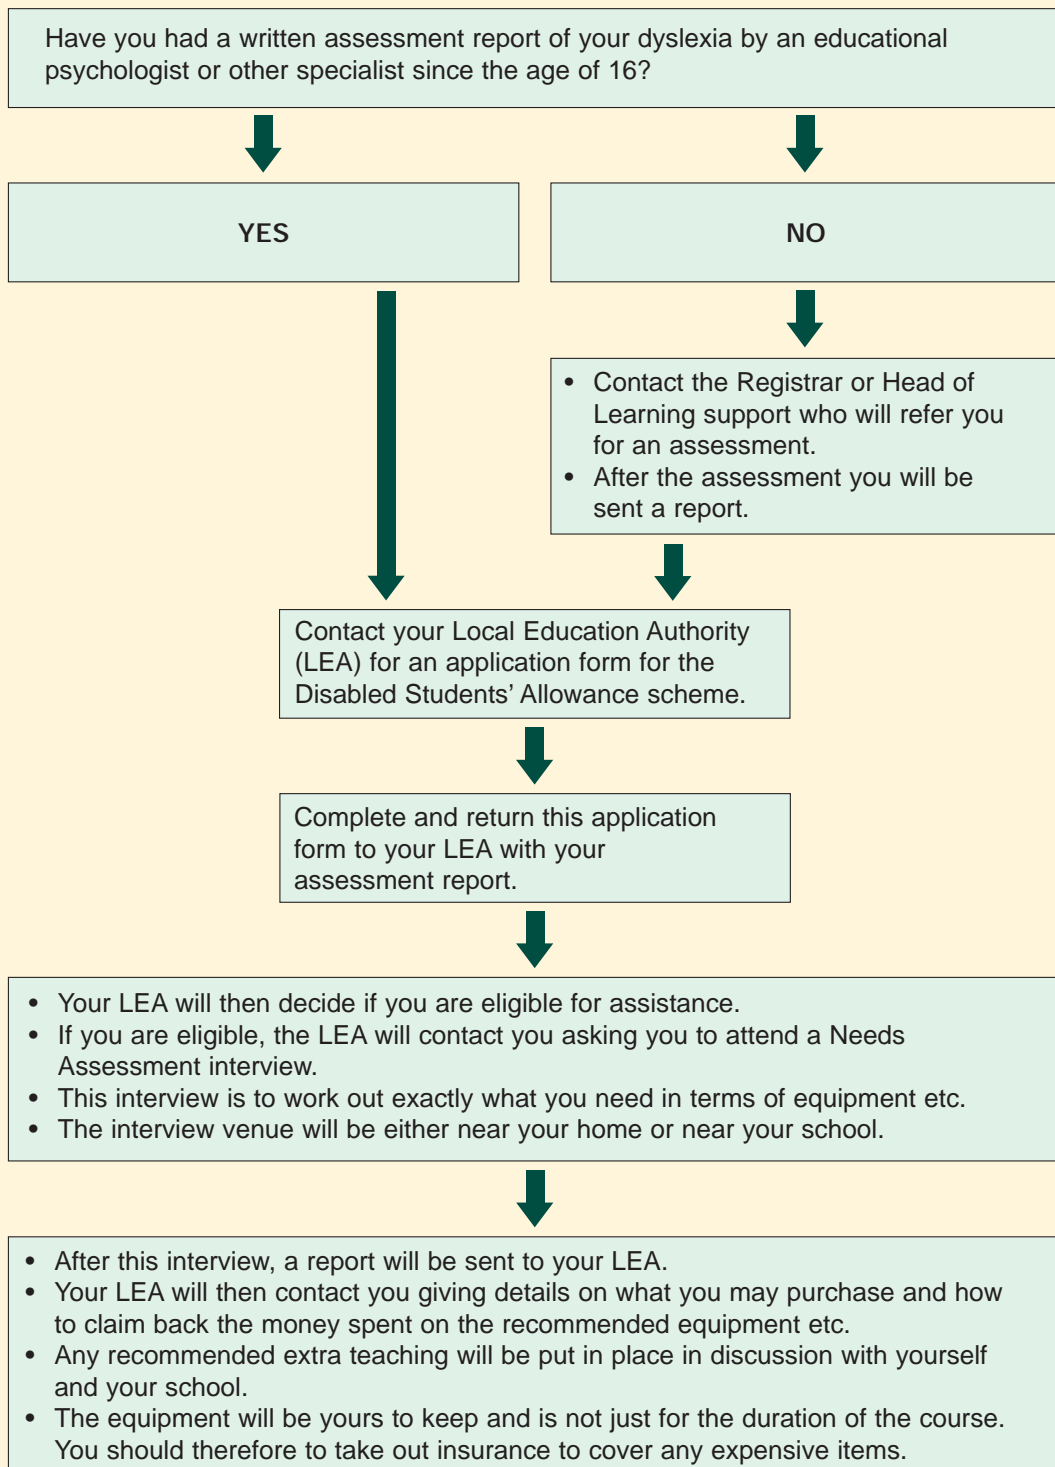 Have you had a written assessment report of your dyslexia by an educational
psychologist or other specialist since the age of 16?
YES
NO
• Contact the Registrar or Head of
Learning support who will refer you
for an assessment.
• After the assessment you will be
sent a report.
Contact your Local Education Authority
(LEA) for an application form for the
Disabled Students’ Allowance scheme.
Complete and return this application
form to your LEA with your
assessment report.
• Your LEA will then decide if you are eligible for assistance.
• If you are eligible, the LEA will contact you asking you to attend a Needs
Assessment interview.
• This interview is to work out exactly what you need in terms of equipment etc.
• The interview venue will be either near your home or near your school.
• After this interview, a report will be sent to your LEA.
• Your LEA will then contact you giving details on what you may purchase and how
to claim back the money spent on the recommended equipment etc.
• Any recommended extra teaching will be put in place in discussion with yourself
and your school.
• The equipment will be yours to keep and is not just for the duration of the course.
You should therefore to take out insurance to cover any expensive items.